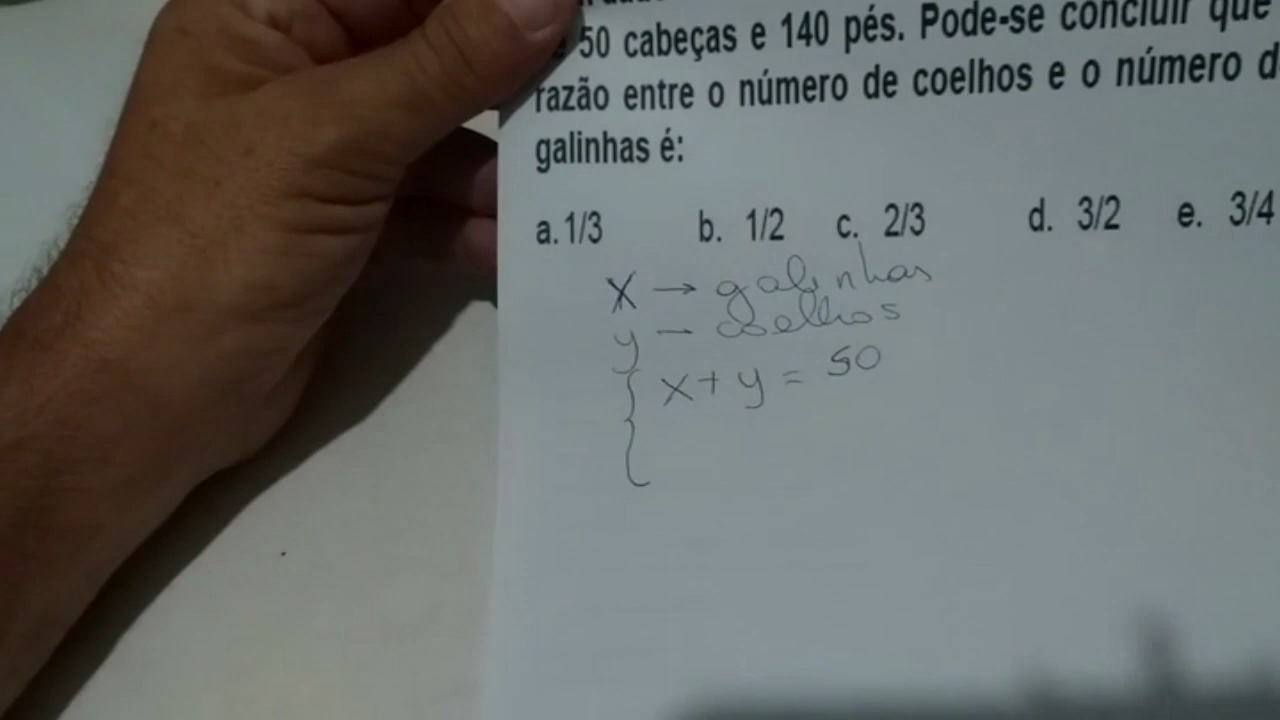 50 cabeças e 140 pés. Pode-se concluir que
razão entre o número de coelhos e o número d
galinhas é:
a. 1/3 b. 1/2 c. 2/3 d. 3/2 e. 3/4
x → galinhas
y — coelhos
{ x + y = 50